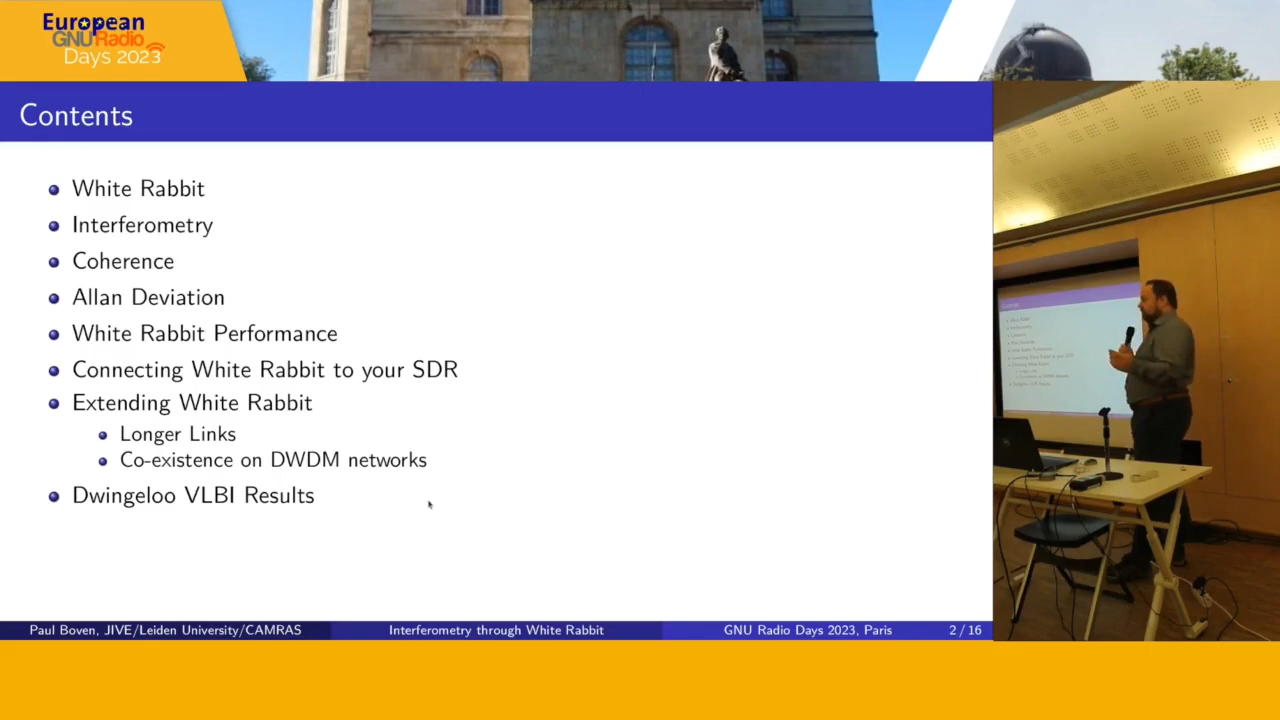 European
GNURadio
Days 2023
Contents
White Rabbit
Interferometry
Coherence
Allan Deviation
White Rabbit Performance
Connecting White Rabbit to your SDR
Extending White Rabbit
Longer Links
Co-existence on DWDM networks
Dwingeloo VLBI Results
Paul Boven, JIVE/Leiden University/CAMRAS
Interferometry through White Rabbit
GNU Radio Days 2023, Paris
2 / 16